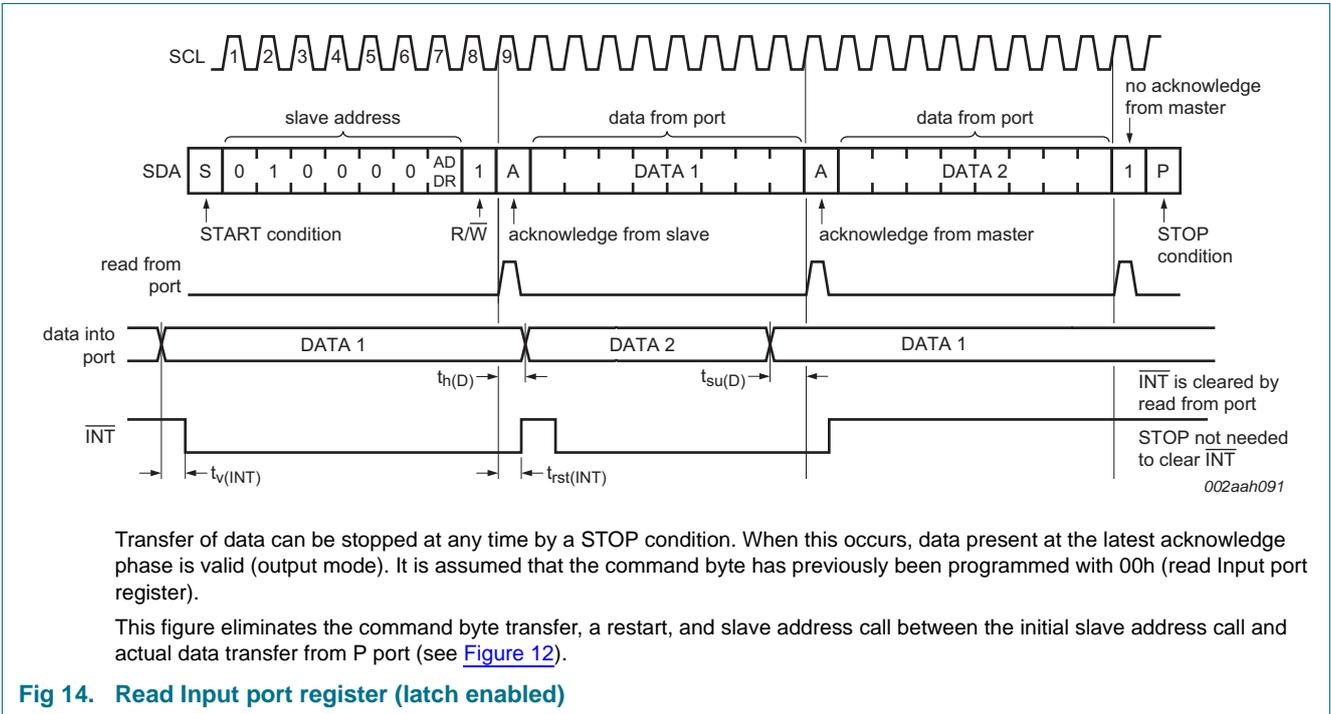 SCL 1 2 3 4 5 6 7 8 9
no acknowledge
from master
slave address data from port data from port
SDA S 0 1 0 0 0 0 AD DR 1 A DATA 1 A DATA 2 1 P
START condition R/W acknowledge from slave acknowledge from master STOP
condition
read from
port
data into
port
DATA 1 DATA 2 DATA 1
th(D) tsu(D)
INT is cleared by
read from port
INT
STOP not needed
to clear INT
tv(INT) trst(INT)
002aah091
Transfer of data can be stopped at any time by a STOP condition. When this occurs, data present at the latest acknowledge
phase is valid (output mode). It is assumed that the command byte has previously been programmed with 00h (read Input port
register).
This figure eliminates the command byte transfer, a restart, and slave address call between the initial slave address call and
actual data transfer from P port (see Figure 12).
Fig 14. Read Input port register (latch enabled)